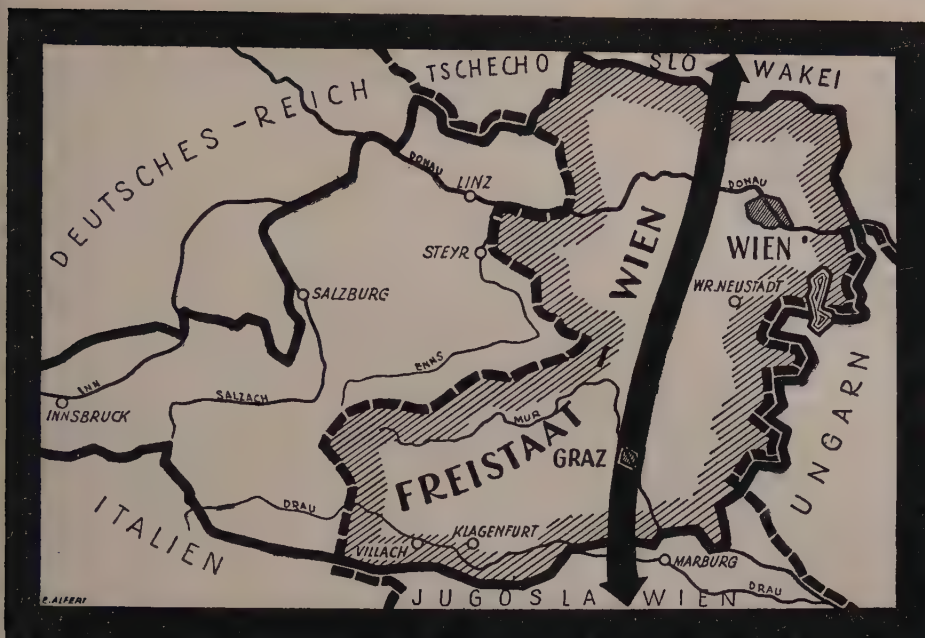 DEUTSCHES-REICH
TSCHECHO SLO WAKEI
DONAU
LINZ
DONAU
STEYR
WIEN
WIEN
WR. NEUSTADT
SALZBURG
INN
INNSBRUCK
SALZACH
ENNS
MUR
FREISTAAT
GRAZ
UNGARN
ITALIEN
DRAU
VILLACH
KLAGENFURT
MARBURG
DRAU
JUGOSLA WIEN
E. ALFERT